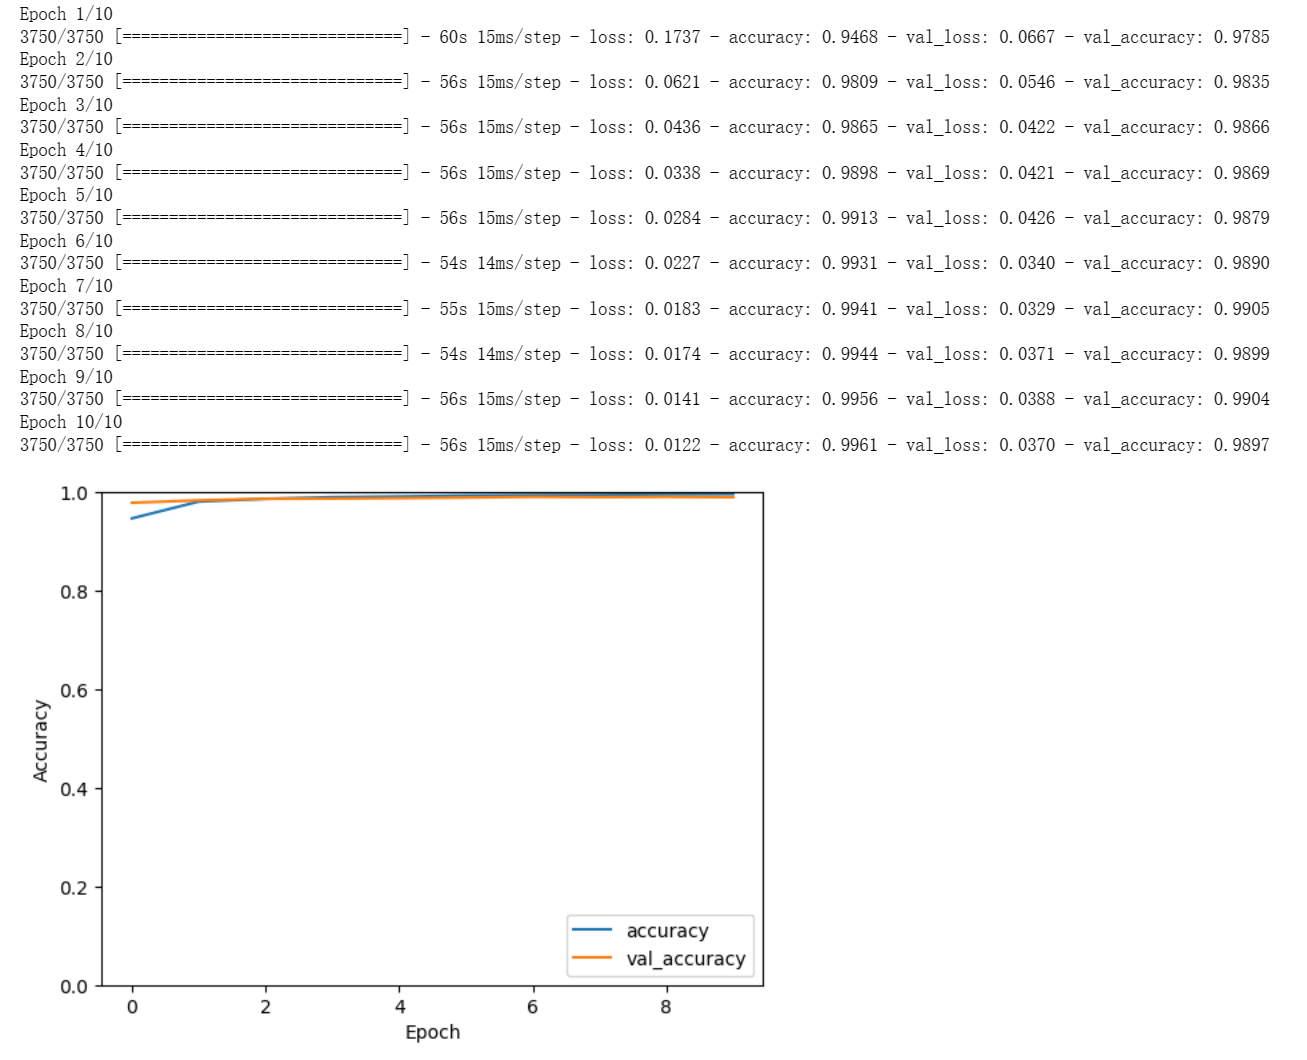 Epoch 1/10
3750/3750 [==============================] - 60s 15ms/step - loss: 0.1737 - accuracy: 0.9468 - val_loss: 0.0667 - val_accuracy: 0.9785
Epoch 2/10
3750/3750 [==============================] - 56s 15ms/step - loss: 0.0621 - accuracy: 0.9809 - val_loss: 0.0546 - val_accuracy: 0.9835
Epoch 3/10
3750/3750 [==============================] - 56s 15ms/step - loss: 0.0436 - accuracy: 0.9865 - val_loss: 0.0422 - val_accuracy: 0.9866
Epoch 4/10
3750/3750 [==============================] - 56s 15ms/step - loss: 0.0338 - accuracy: 0.9898 - val_loss: 0.0421 - val_accuracy: 0.9869
Epoch 5/10
3750/3750 [==============================] - 56s 15ms/step - loss: 0.0284 - accuracy: 0.9913 - val_loss: 0.0426 - val_accuracy: 0.9879
Epoch 6/10
3750/3750 [==============================] - 54s 14ms/step - loss: 0.0227 - accuracy: 0.9931 - val_loss: 0.0340 - val_accuracy: 0.9890
Epoch 7/10
3750/3750 [==============================] - 55s 15ms/step - loss: 0.0183 - accuracy: 0.9941 - val_loss: 0.0329 - val_accuracy: 0.9905
Epoch 8/10
3750/3750 [==============================] - 54s 14ms/step - loss: 0.0174 - accuracy: 0.9944 - val_loss: 0.0371 - val_accuracy: 0.9899
Epoch 9/10
3750/3750 [==============================] - 56s 15ms/step - loss: 0.0141 - accuracy: 0.9956 - val_loss: 0.0388 - val_accuracy: 0.9904
Epoch 10/10
3750/3750 [==============================] - 56s 15ms/step - loss: 0.0122 - accuracy: 0.9961 - val_loss: 0.0370 - val_accuracy: 0.9897
1.0
0.8
0.6
0.4
0.2
0.0
Accuracy
accuracy
val_accuracy
0 2 4 6 8
Epoch